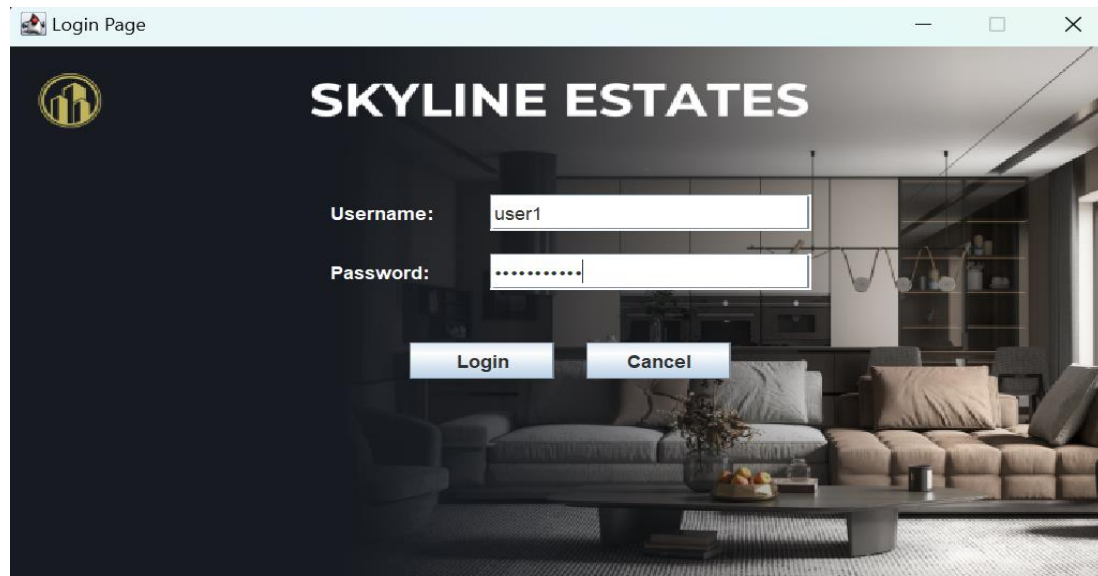 Login Page
SKYLINE ESTATES
Username: user1
Password: •••••••••••
Login Cancel